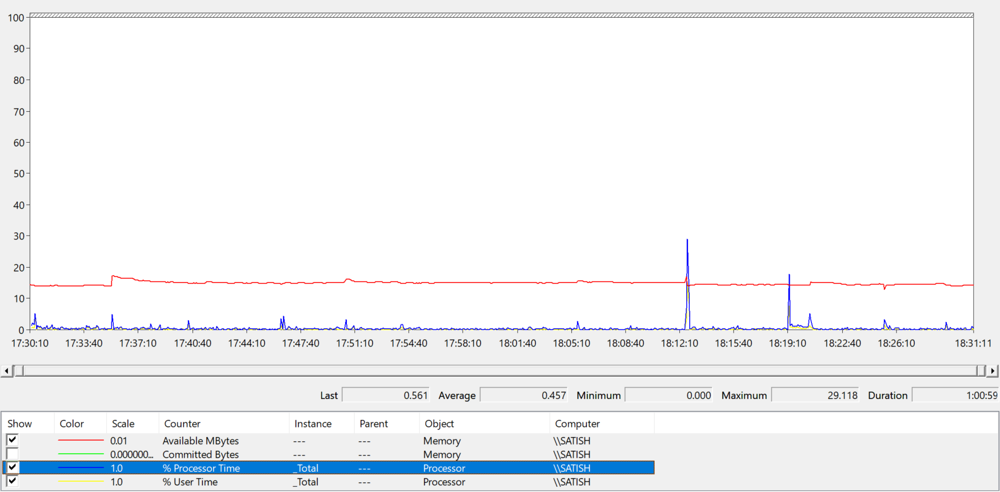 100
90
80
70
60
50
40
30
20
10
0
17:30:10 17:33:40 17:37:10 17:40:40 17:44:10 17:47:40 17:51:10 17:54:40 17:58:10 18:01:40 18:05:10 18:08:40 18:12:10 18:15:40 18:19:10 18:22:40 18:26:10 18:31:11
Last 0.561 Average 0.457 Minimum 0.000 Maximum 29.118 Duration 1:00:59
Show Color Scale Counter Instance Parent Object Computer
0.01 Available MBytes --- --- Memory \\SATISH
0.000000... Committed Bytes --- --- Memory \\SATISH
1.0 % Processor Time _Total --- Processor \\SATISH
1.0 % User Time _Total --- Processor \\SATISH